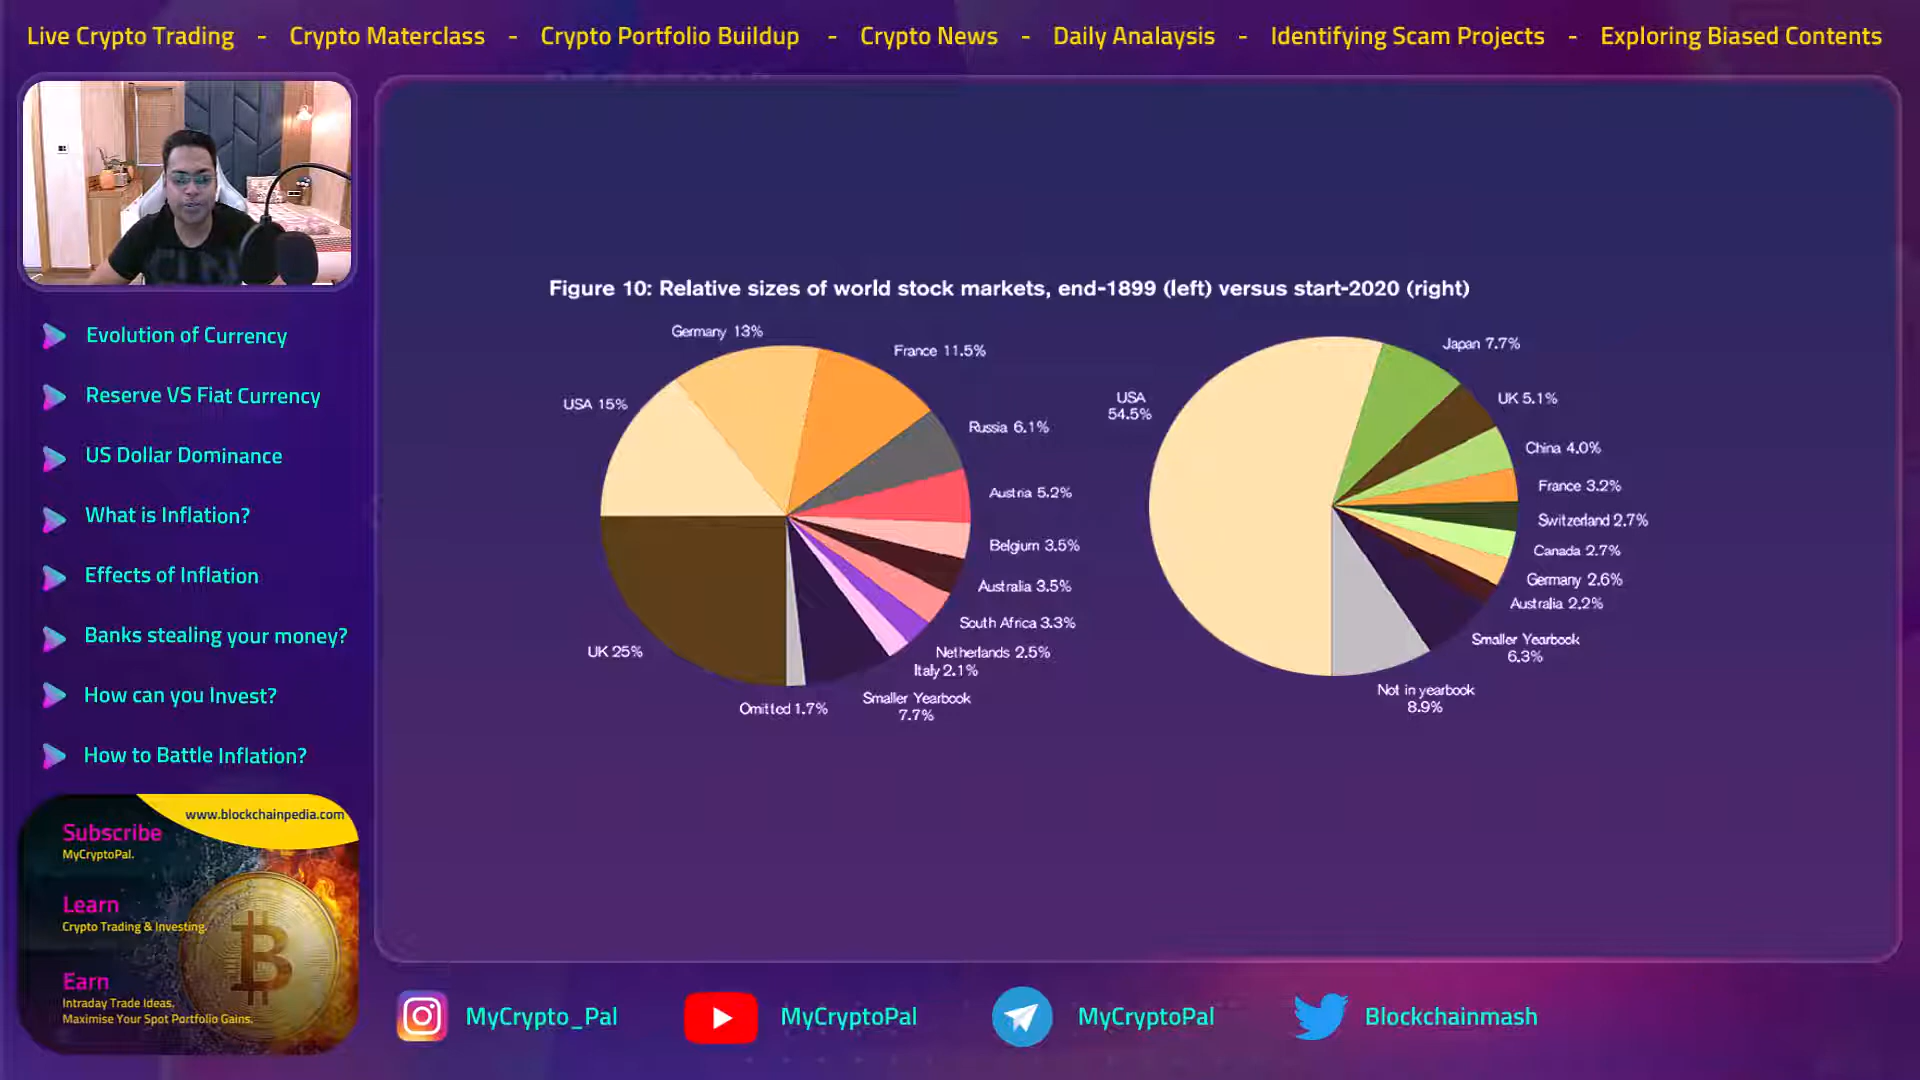 Live Crypto Trading - Crypto Materclass - Crypto Portfolio Buildup - Crypto News - Daily Analaysis - Identifying Scam Projects - Exploring Biased Contents
Evolution of Currency
Reserve VS Fiat Currency
US Dollar Dominance
What is Inflation?
Effects of Inflation
Banks stealing your money?
How can you Invest?
How to Battle Inflation?
www.blockchainpedia.com
Subscribe
MyCryptoPal.
Learn
Crypto Trading & Investing.
Earn
Intraday Trade Ideas.
Maximise Your Spot Portfolio Gains.
Figure 10: Relative sizes of world stock markets, end-1899 (left) versus start-2020 (right)
Germany 13%
France 11.5%
USA 15%
Russia 6.1%
Austria 5.2%
Belgium 3.5%
Australia 3.5%
South Africa 3.3%
UK 25%
Netherlands 2.5%
Italy 2.1%
Smaller Yearbook
7.7%
Omitted 1.7%
Japan 7.7%
USA
54.5%
UK 5.1%
China 4.0%
France 3.2%
Switzerland 2.7%
Canada 2.7%
Germany 2.6%
Australia 2.2%
Smaller Yearbook
6.3%
Not in yearbook
8.9%
MyCrypto_Pal
MyCryptoPal
MyCryptoPal
Blockchainmash